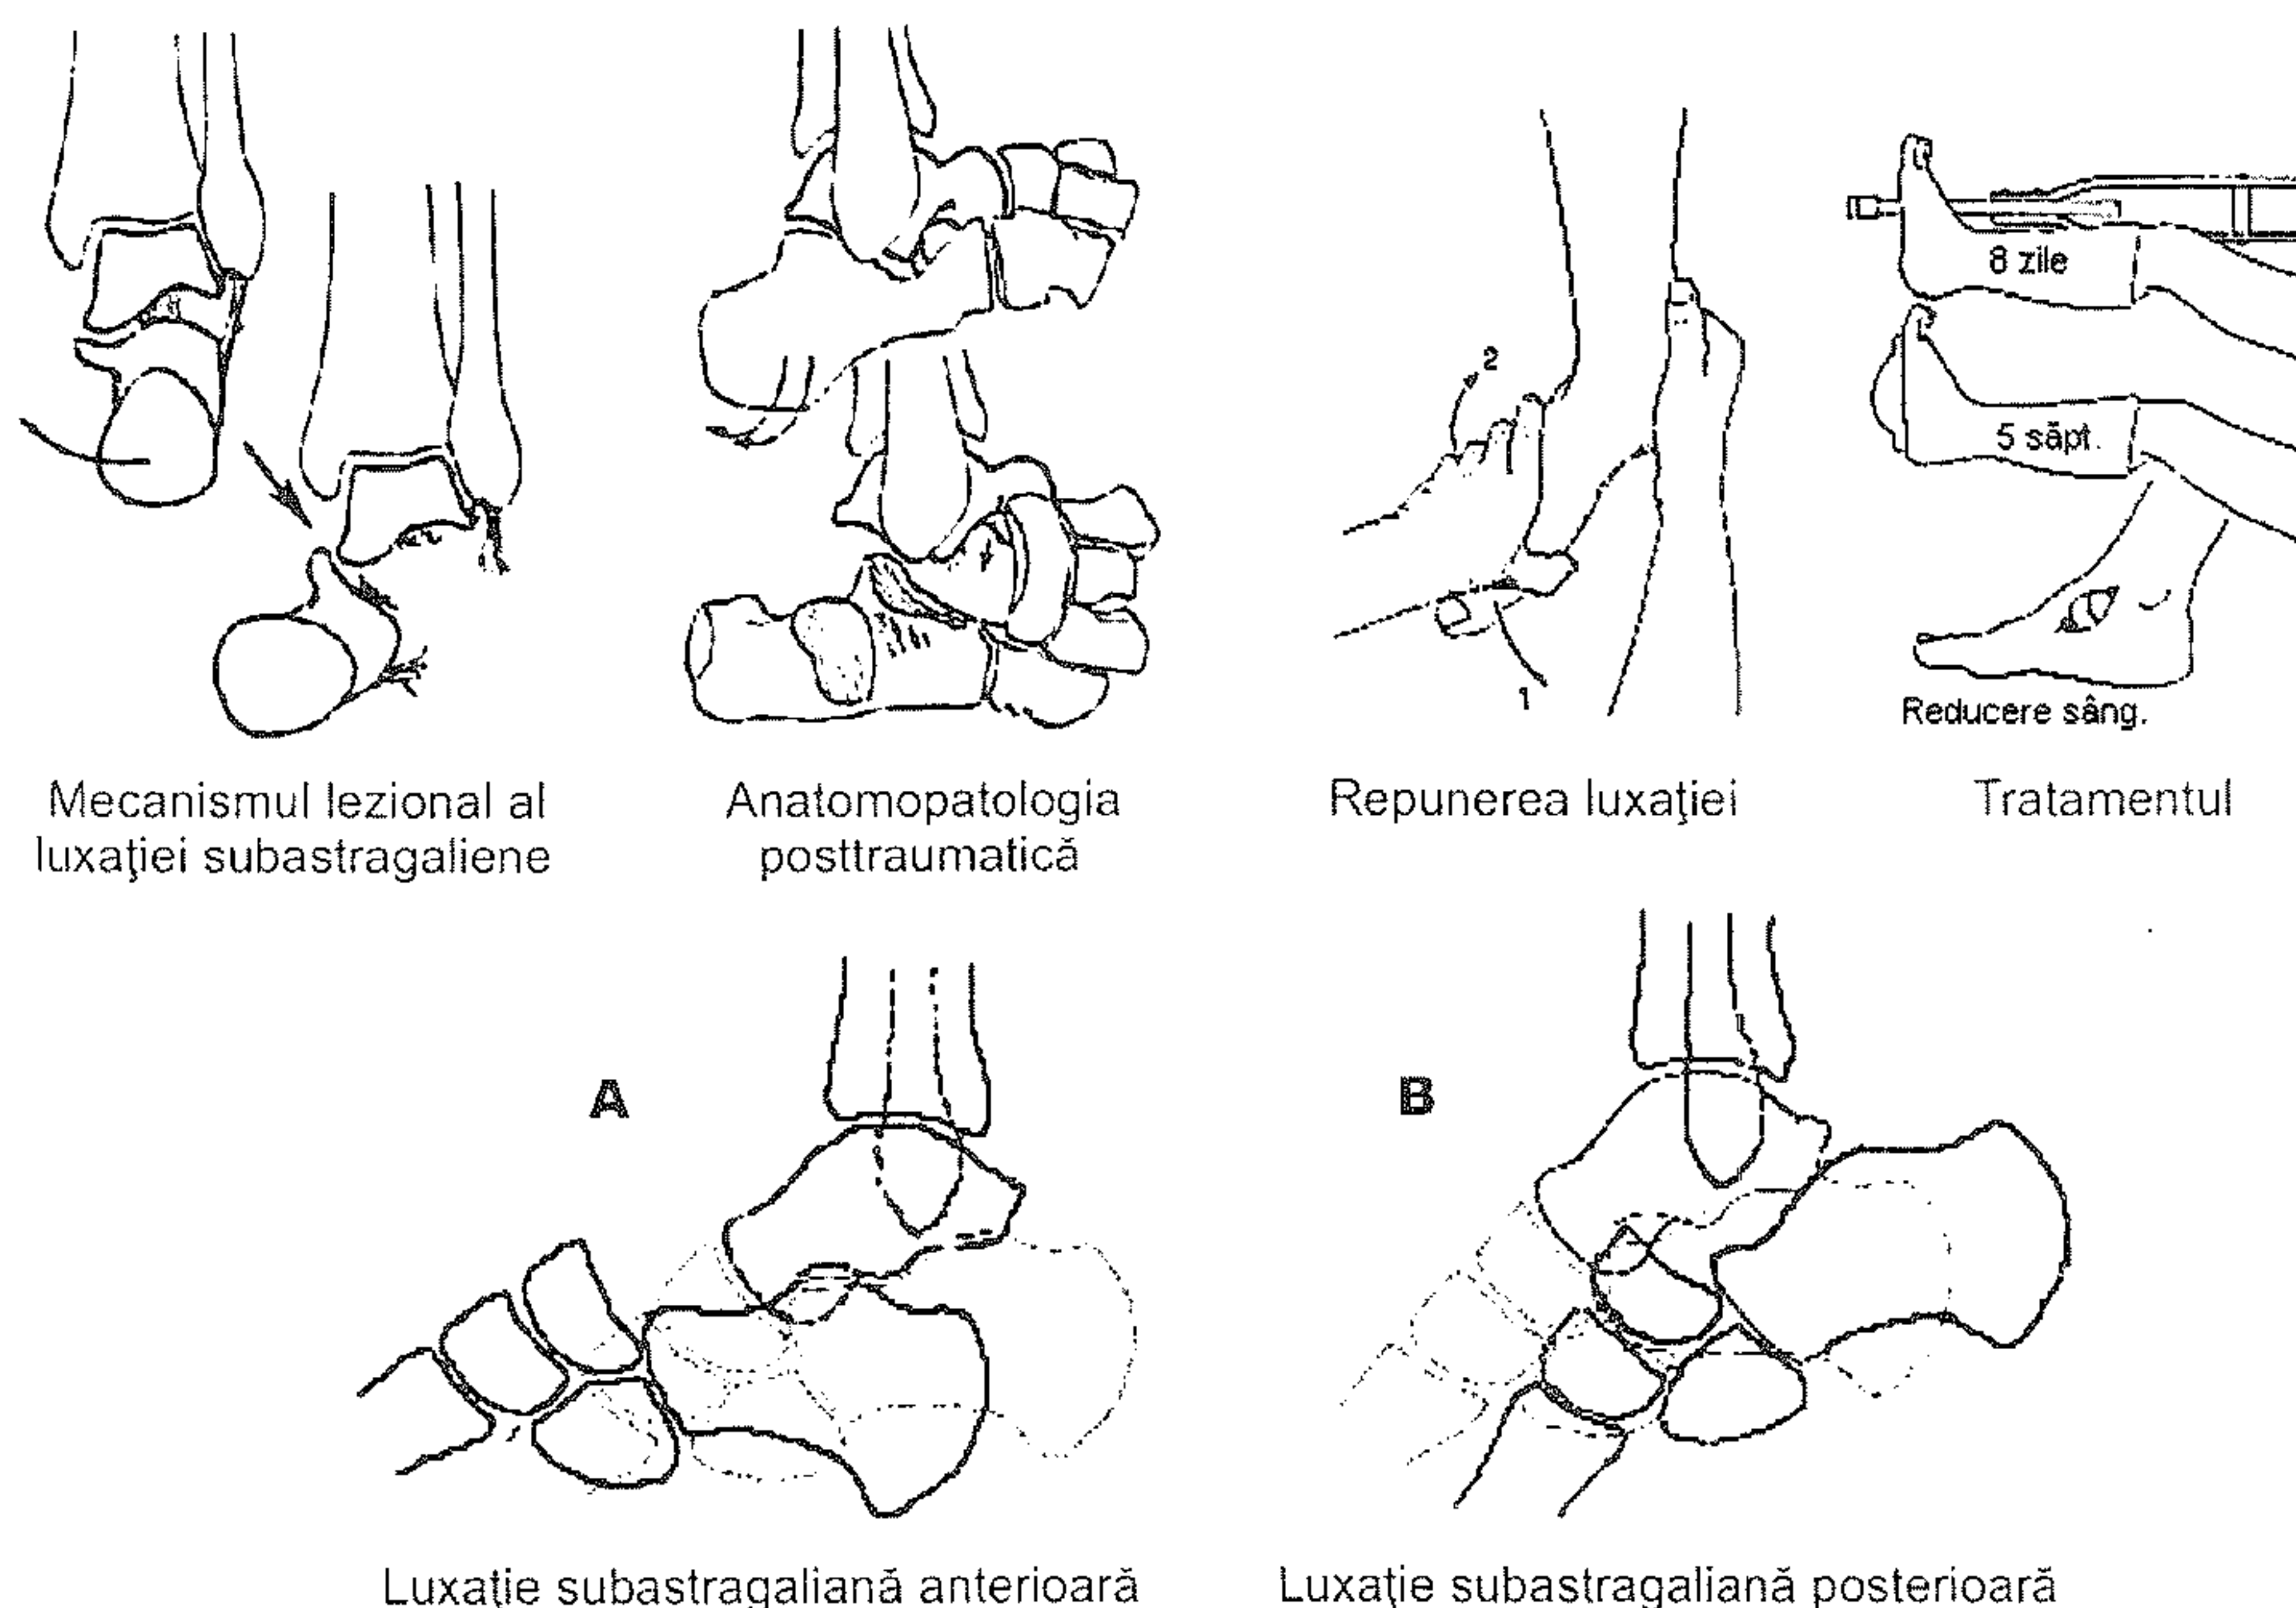 2
8 zile
5 săpt.
1
Reducere sâng.
Mecanismul lezional al
luxaţiei subastragaliene
Anatomopatologia
posttraumatică
Repunerea luxaţiei
Tratamentul
A
B
Luxaţie subastragaliană anterioară
Luxaţie subastragaliană posterioară